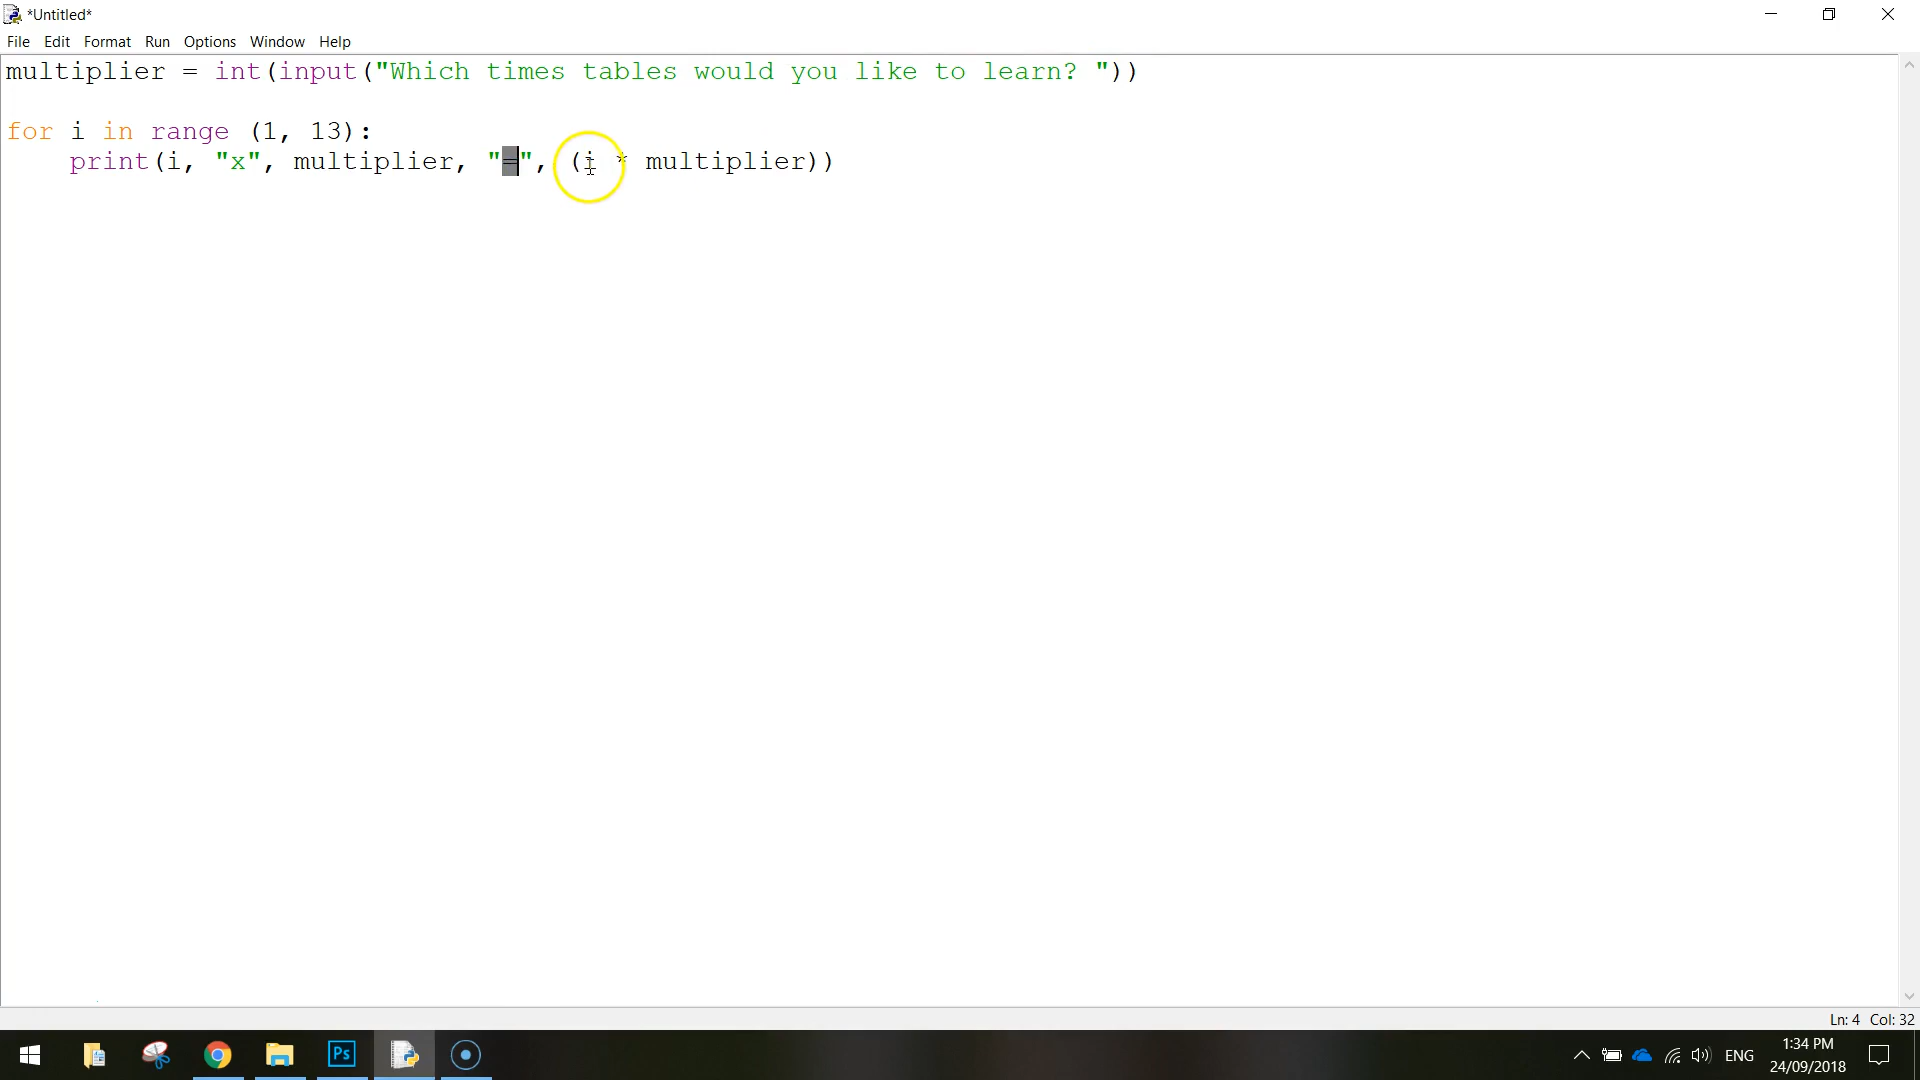 *Untitled*
File Edit Format Run Options Window Help
multiplier = int(input("Which times tables would you like to learn? "))
for i in range (1, 13):
    print(i, "x", multiplier, "=", (i * multiplier))
Ln: 4 Col: 32
Ps
ENG
1:34 PM
24/09/2018